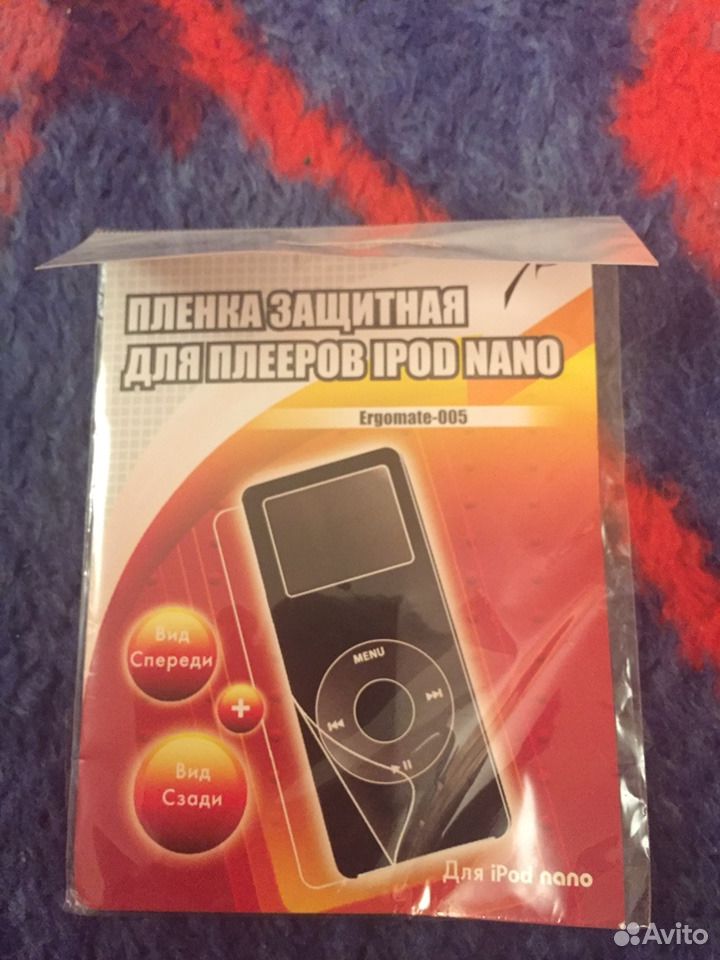 ПЛЕНКА ЗАЩИТНАЯ
ДЛЯ ПЛЕЕРОВ IPOD NANO
Ergomate-005
MENU
Вид
Спереди
+
Вид
Сзади
Для iPod nano
Avito